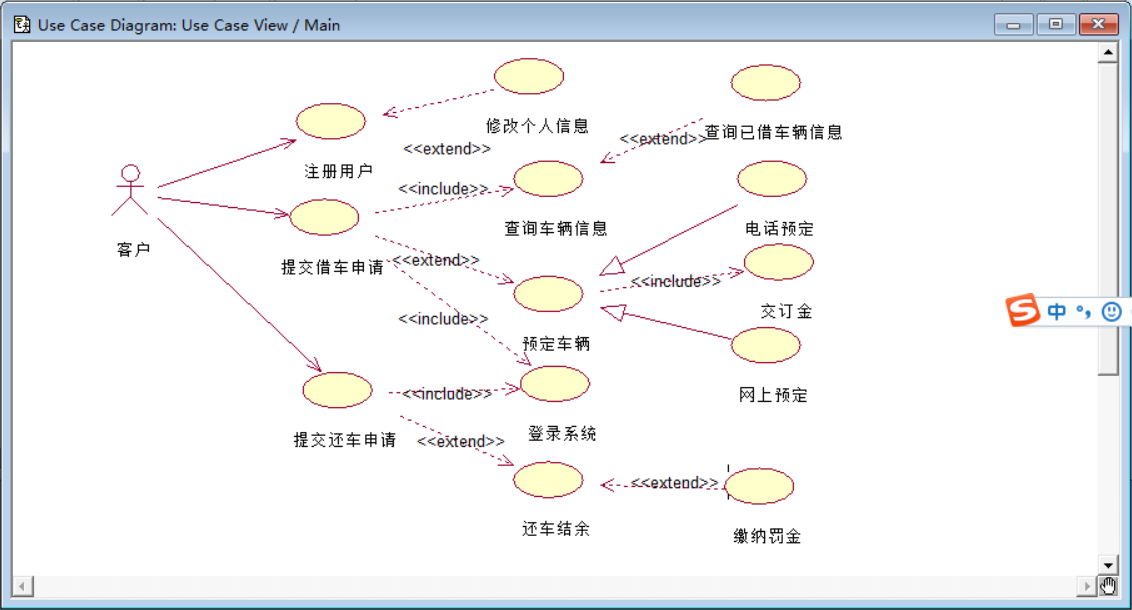 Use Case Diagram: Use Case View / Main
修改个人信息
查询已借车辆信息
<<extend>>
<<extend>>
注册用户
<<include>>
查询车辆信息
电话预定
客户
提交借车申请
<<extend>>
<<include>>
交订金
<<include>>
预定车辆
网上预定
<<include>>
登录系统
提交还车申请
<<extend>>
<<extend>>
还车结余
缴纳罚金
S中°,